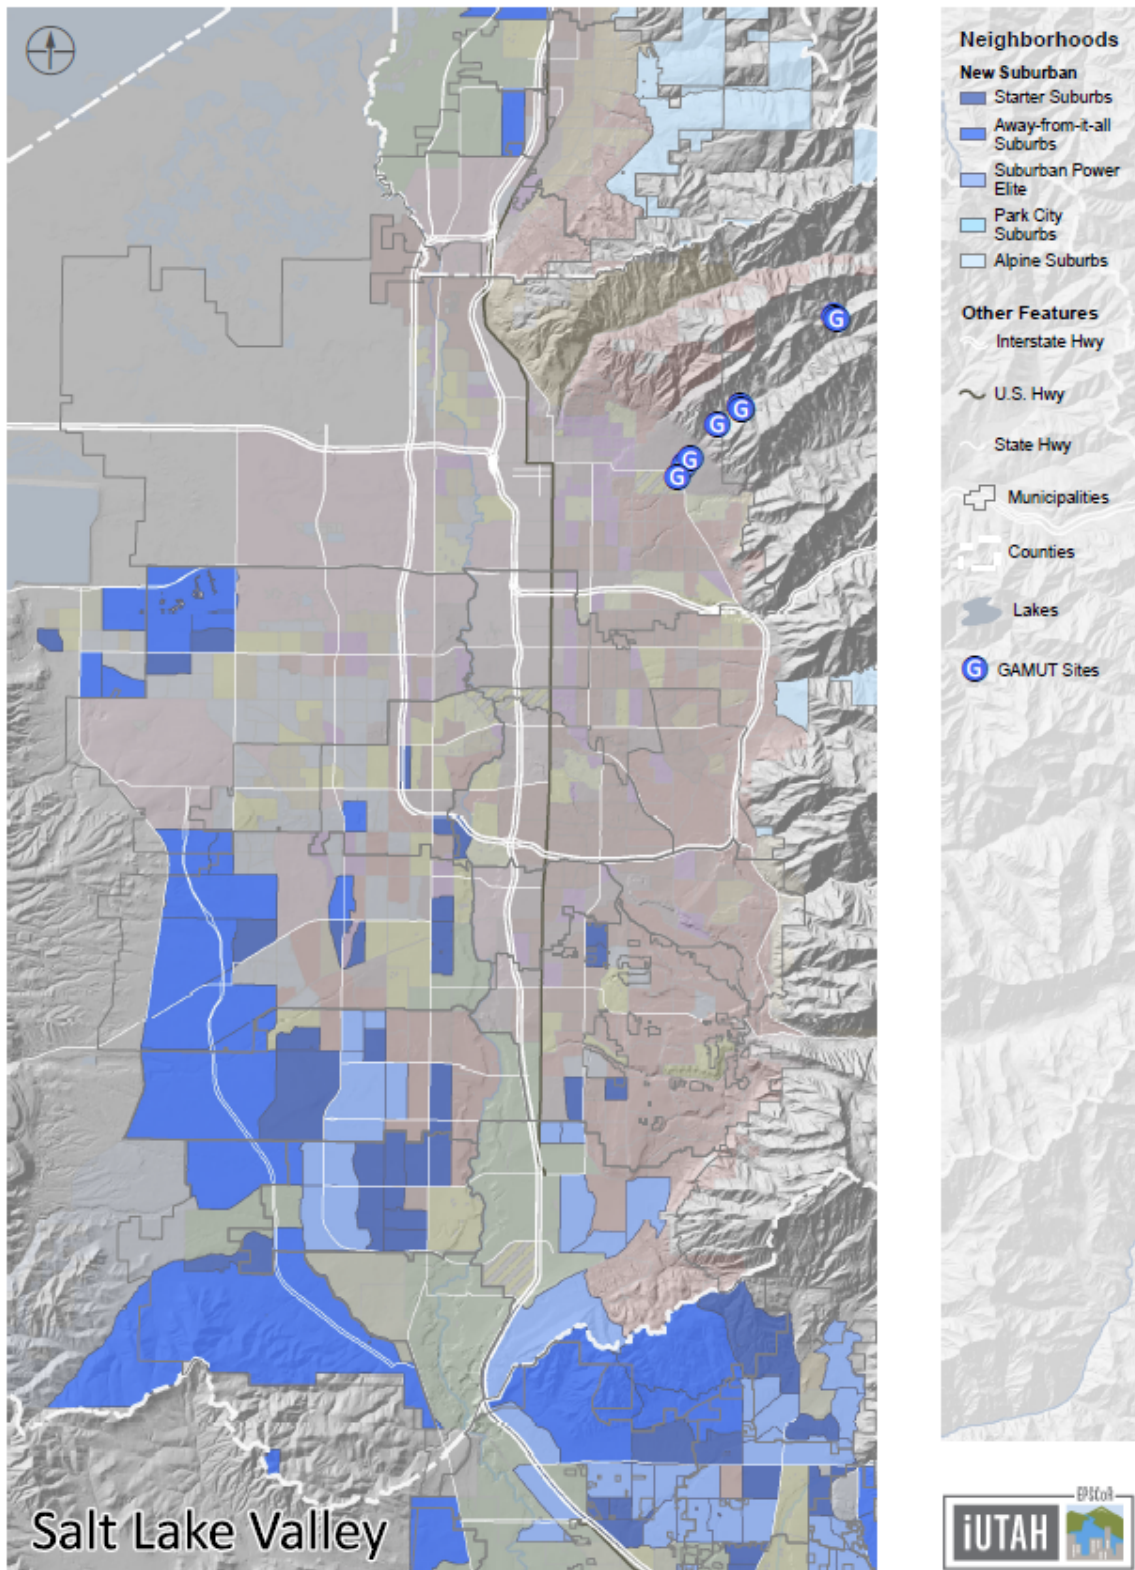 Neighborhoods
New Suburban
Starter Suburbs
Away-from-it-all
Suburbs
Suburban Power
Elite
Park City
Suburbs
Alpine Suburbs
Other Features
Interstate Hwy
U.S. Hwy
State Hwy
Municipalities
Counties
Lakes
G GAMUT Sites
G
G
G
G
G
Salt Lake Valley
EPSCoR
iUTAH